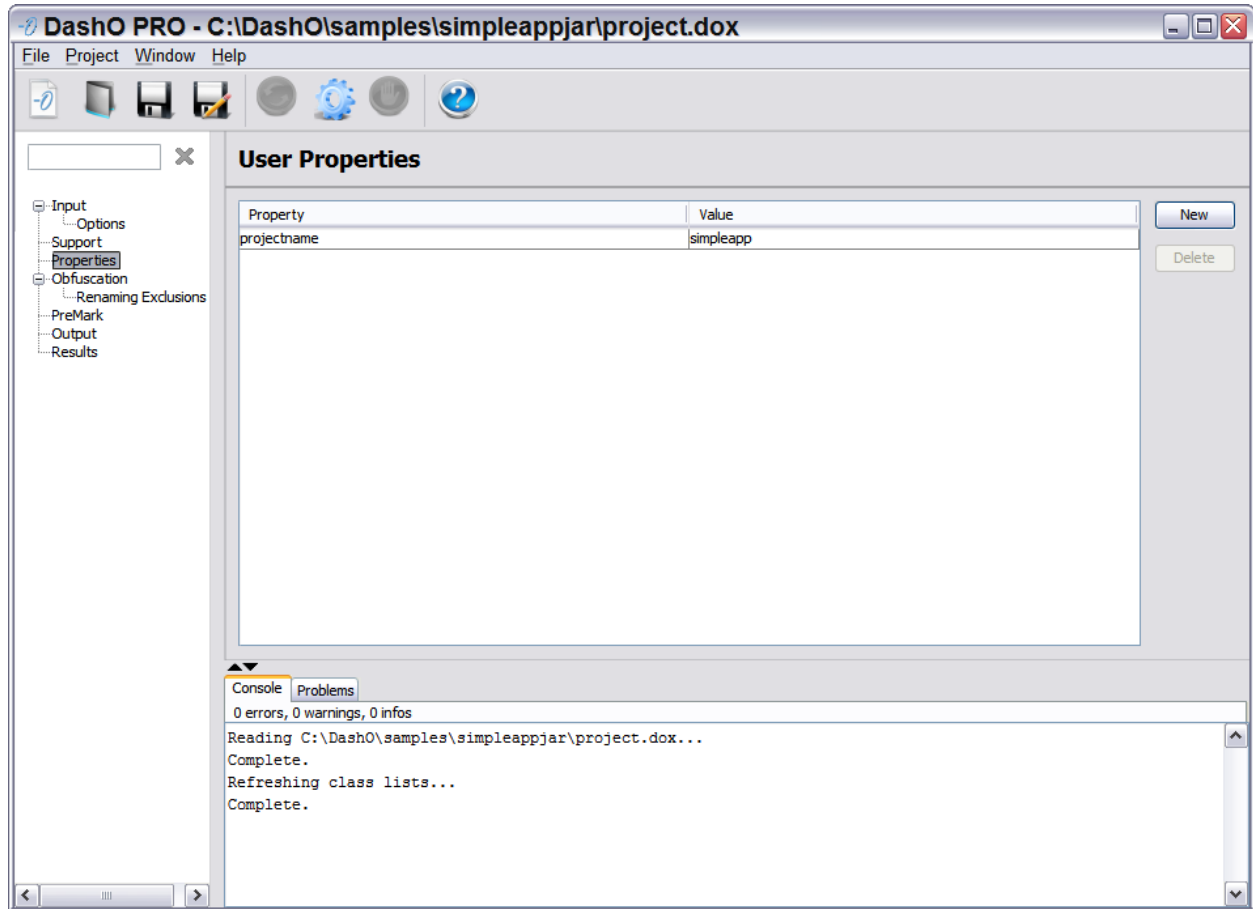 DashO PRO - C:\DashO\samples\simpleappjar\project.dox
File Project Window Help
User Properties
Input
Options
Support
Properties
Obfuscation
Renaming Exclusions
PreMark
Output
Results
Property Value
projectname simpleapp
New
Delete
Console Problems
0 errors, 0 warnings, 0 infos
Reading C:\DashO\samples\simpleappjar\project.dox...
Complete.
Refreshing class lists...
Complete.